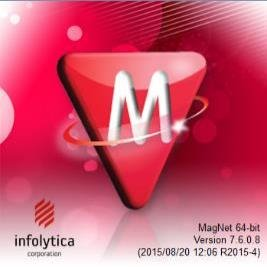 M
infolytica
corporation
MagNet 64-bit
Version 7.6.0.8
(2015/08/20 12:06 R2015-4)